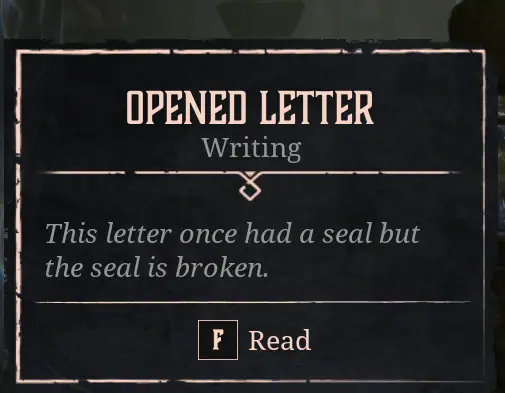 OPENED LETTER
Writing
This letter once had a seal but
the seal is broken.
F Read